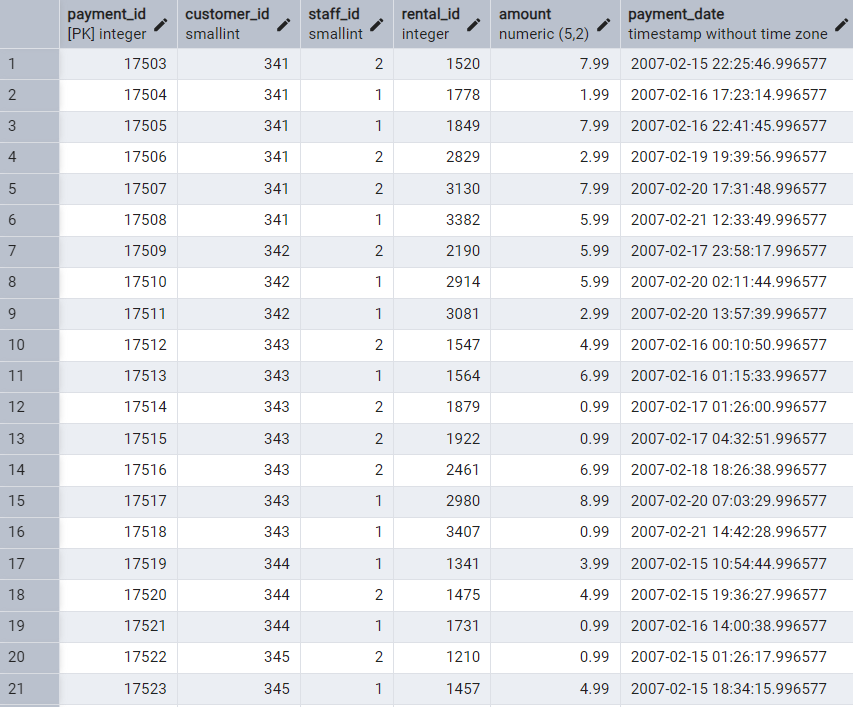 payment_id customer_id staff_id rental_id amount payment_date
[PK] integer smallint smallint integer numeric (5,2) timestamp without time zone
1 17503 341 2 1520 7.99 2007-02-15 22:25:46.996577
2 17504 341 1 1778 1.99 2007-02-16 17:23:14.996577
3 17505 341 1 1849 7.99 2007-02-16 22:41:45.996577
4 17506 341 2 2829 2.99 2007-02-19 19:39:56.996577
5 17507 341 2 3130 7.99 2007-02-20 17:31:48.996577
6 17508 341 1 3382 5.99 2007-02-21 12:33:49.996577
7 17509 342 2 2190 5.99 2007-02-17 23:58:17.996577
8 17510 342 1 2914 5.99 2007-02-20 02:11:44.996577
9 17511 342 1 3081 2.99 2007-02-20 13:57:39.996577
10 17512 343 2 1547 4.99 2007-02-16 00:10:50.996577
11 17513 343 1 1564 6.99 2007-02-16 01:15:33.996577
12 17514 343 2 1879 0.99 2007-02-17 01:26:00.996577
13 17515 343 2 1922 0.99 2007-02-17 04:32:51.996577
14 17516 343 2 2461 6.99 2007-02-18 18:26:38.996577
15 17517 343 1 2980 8.99 2007-02-20 07:03:29.996577
16 17518 343 1 3407 0.99 2007-02-21 14:42:28.996577
17 17519 344 1 1341 3.99 2007-02-15 10:54:44.996577
18 17520 344 2 1475 4.99 2007-02-15 19:36:27.996577
19 17521 344 1 1731 0.99 2007-02-16 14:00:38.996577
20 17522 345 2 1210 0.99 2007-02-15 01:26:17.996577
21 17523 345 1 1457 4.99 2007-02-15 18:34:15.996577